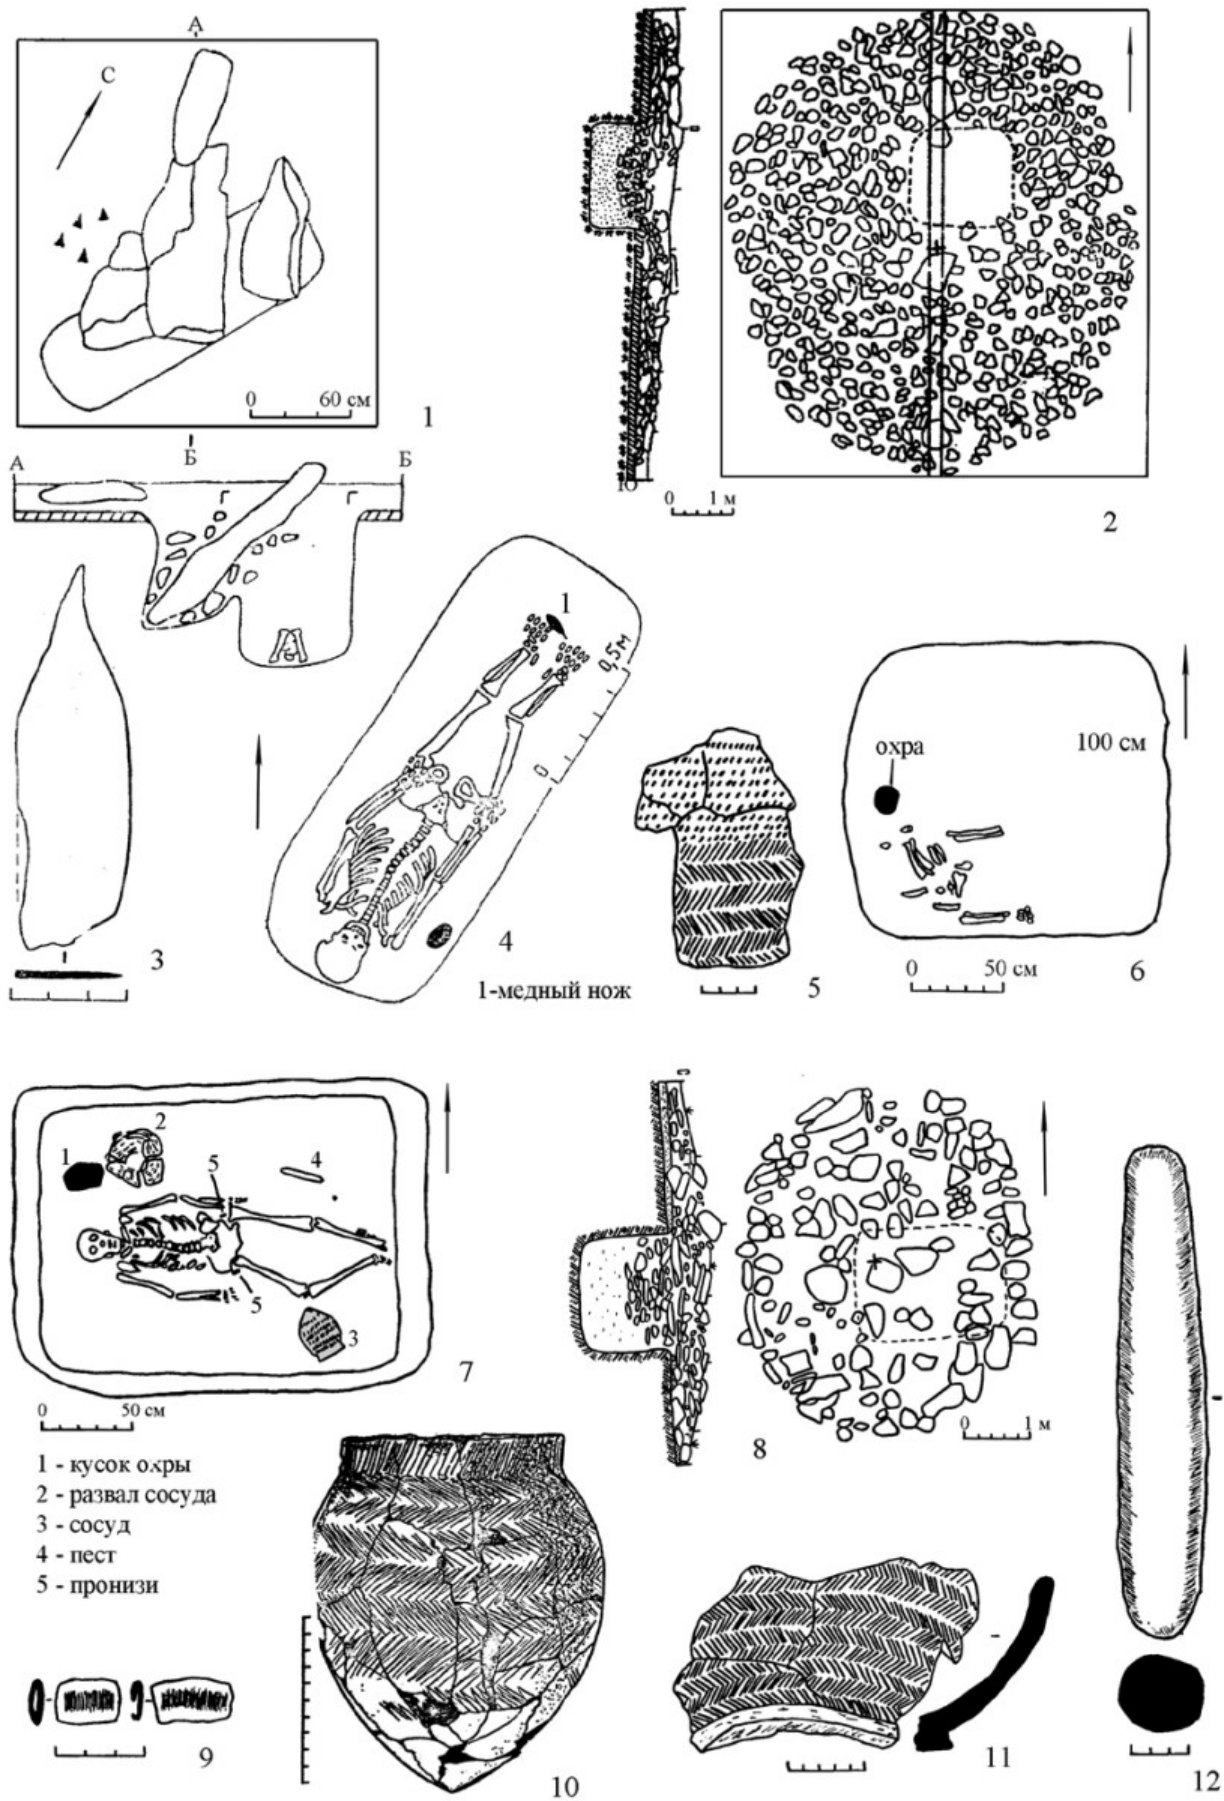 А
С
0 60 см
1
Б
А Б
Г Г
Ю
0 1 м
2
3
1
0 0,5 м
4
1-медный нож
5
охра
100 см
0 50 см
6
1
2
3
4
5
5
7
0 50 см
1 - кусок охры
2 - развал сосуда
3 - сосуд
4 - пест
5 - пронизи
С
0 1 м
8
9
10
11
12